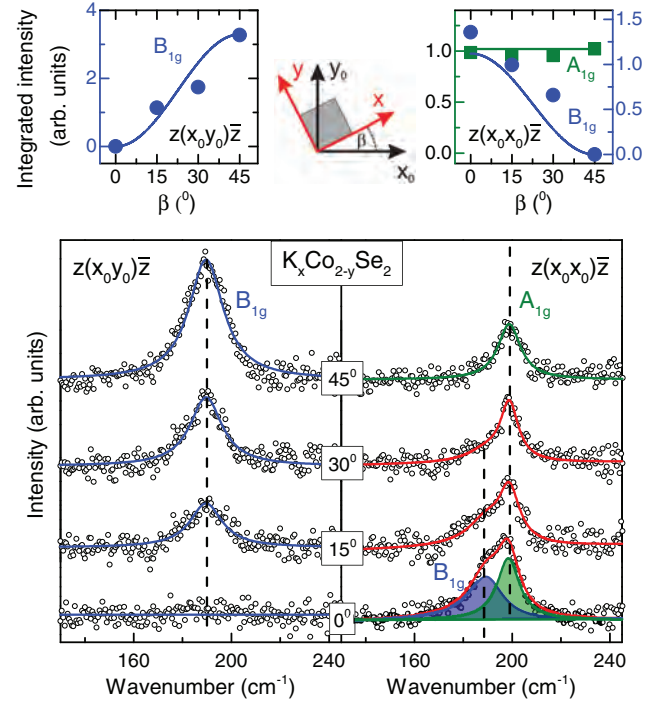 Integrated intensity
(arb. units)
4
2
0
B₁g
z(x₀y₀)z̄
0 15 30 45
β (⁰)
y y₀
x
β
x₀
1.0
0.5
0.0
A₁g
B₁g
z(x₀x₀)z̄
1.5
1.0
0.5
0.0
0 15 30 45
β (⁰)
z(x₀y₀)z̄
KₓCo₂₋ySe₂
z(x₀x₀)z̄
B₁g
A₁g
45⁰
30⁰
15⁰
B₁g
0⁰
Intensity (arb. units)
160 200 240
160 200
Wavenumber (cm⁻¹) Wavenumber (cm⁻¹)